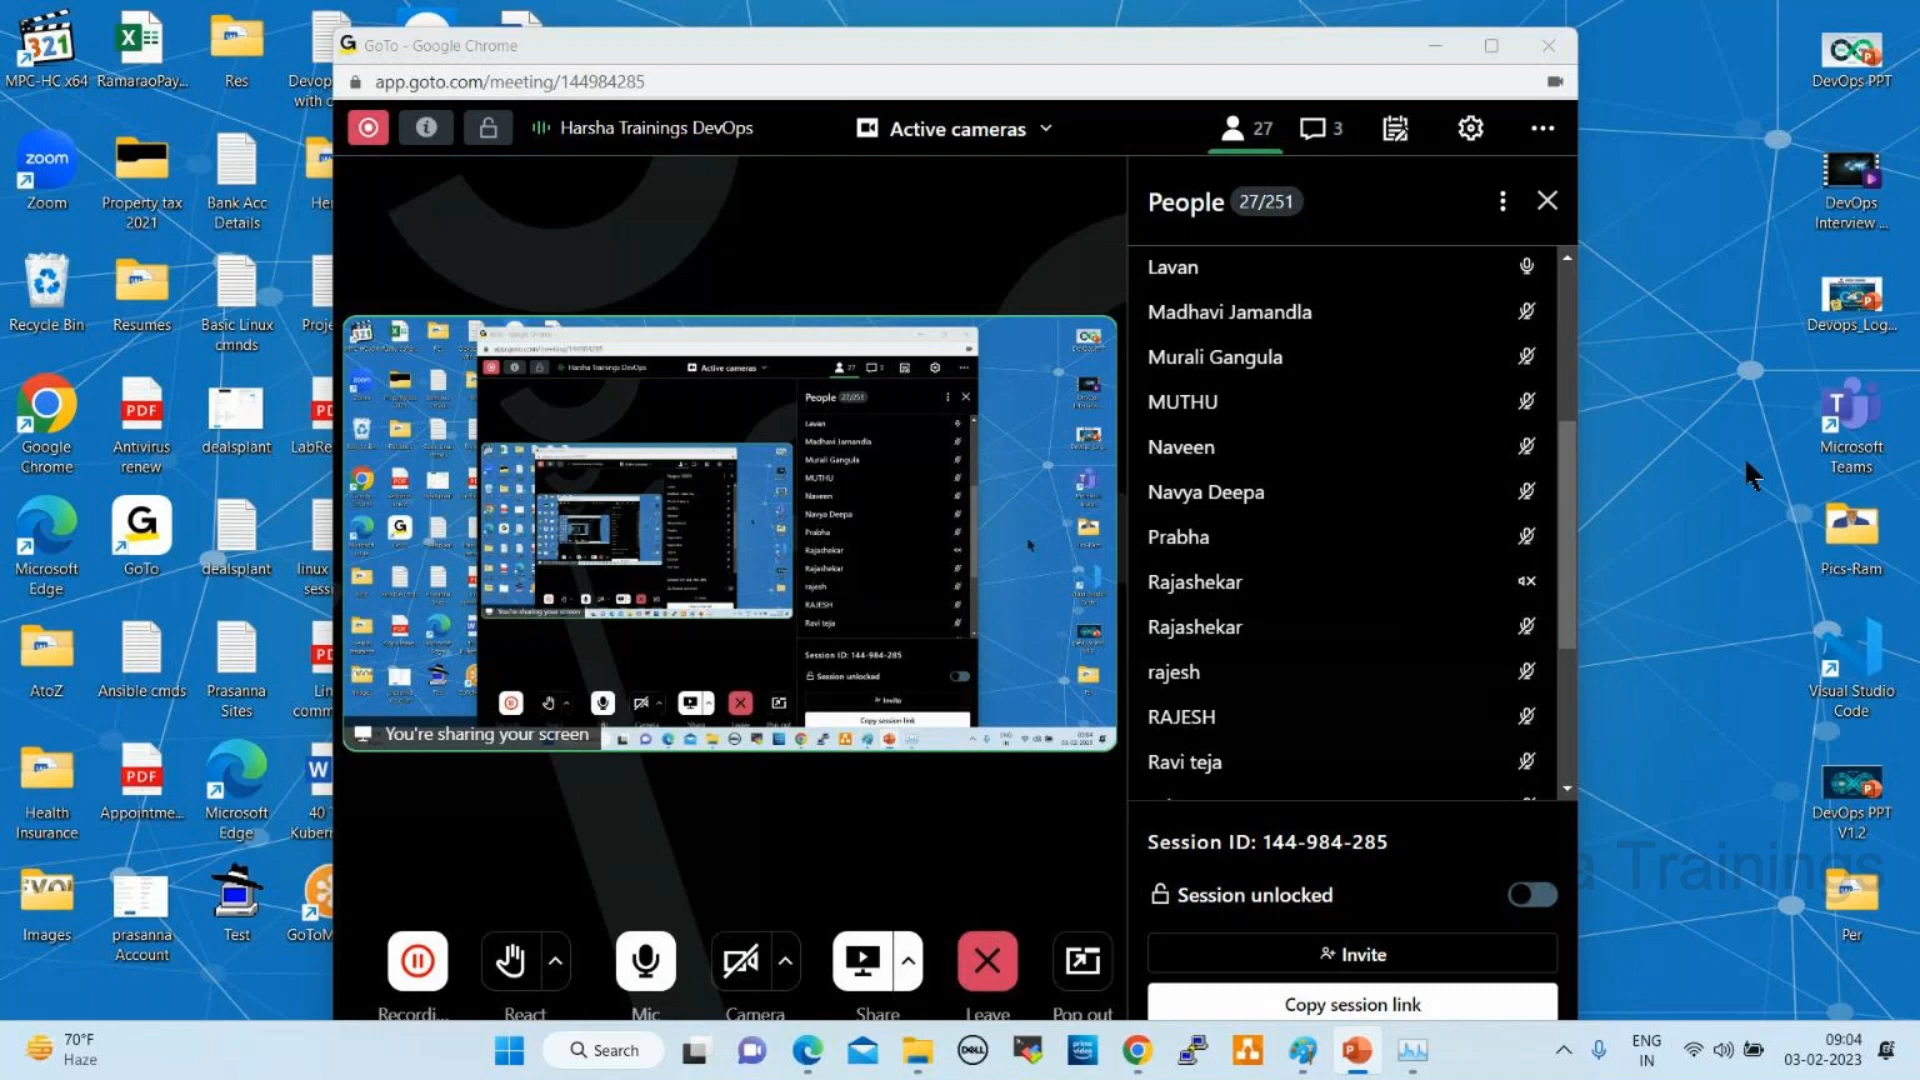 GoTo - Google Chrome
app.goto.com/meeting/144984285
Harsha Trainings DevOps
Active cameras
27
3
People 27/251
Lavan
Madhavi Jamandla
Murali Gangula
MUTHU
Naveen
Navya Deepa
Prabha
Rajashekar
Rajashekar
rajesh
RAJESH
Ravi teja
Session ID: 144-984-285
Session unlocked
Invite
Copy session link
You're sharing your screen
Recordi...
React
Mic
Camera
Share
Leave
Pop out
MPC-HC x64
RamaraoPay...
Res
Zoom
Property tax
2021
Bank Acc
Details
Recycle Bin
Resumes
Basic Linux
cmnds
Google
Chrome
Antivirus
renew
dealsplant
Microsoft
Edge
GoTo
dealsplant
AtoZ
Ansible cmds
Prasanna
Sites
Health
Insurance
Appointme...
Microsoft
Edge
Images
prasanna
Account
Test
DevOps PPT
DevOps
Interview ...
Devops_Log...
Microsoft
Teams
Pics-Ram
Visual Studio
Code
DevOps PPT
V1.2
Per
Trainings
70°F
Haze
Search
ENG
IN
09:04
03-02-2023